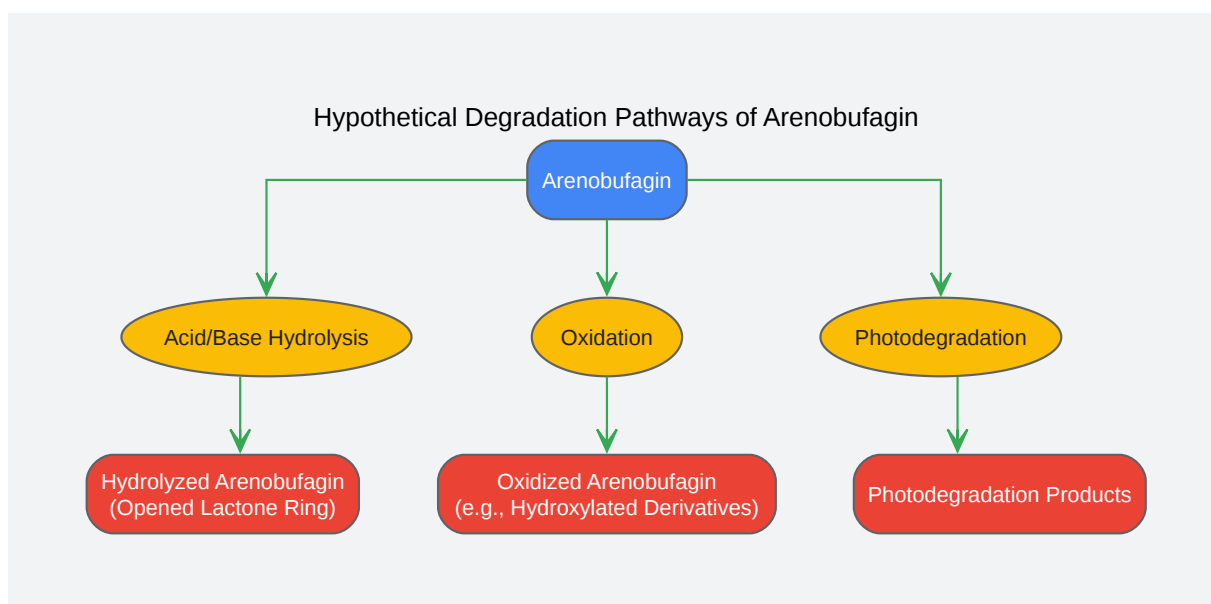 Hypothetical Degradation Pathways of Arenobufagin
Arenobufagin
Acid/Base Hydrolysis
Oxidation
Photodegradation
Hydrolyzed Arenobufagin
(Opened Lactone Ring)
Oxidized Arenobufagin
(e.g., Hydroxylated Derivatives)
Photodegradation Products